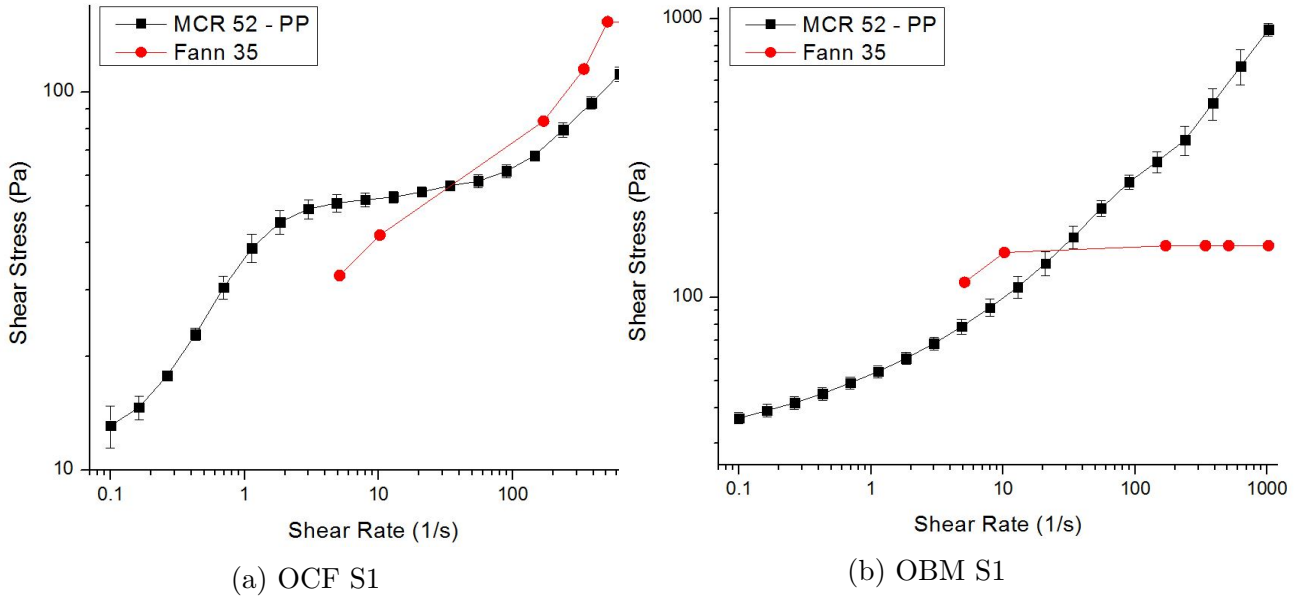 MCR 52 - PP
Fann 35
100
10
Shear Stress (Pa)
0.1 1 10 100
Shear Rate (1/s)
(a) OCF S1
MCR 52 - PP
Fann 35
1000
100
Shear Stress (Pa)
0.1 1 10 100 1000
Shear Rate (1/s)
(b) OBM S1